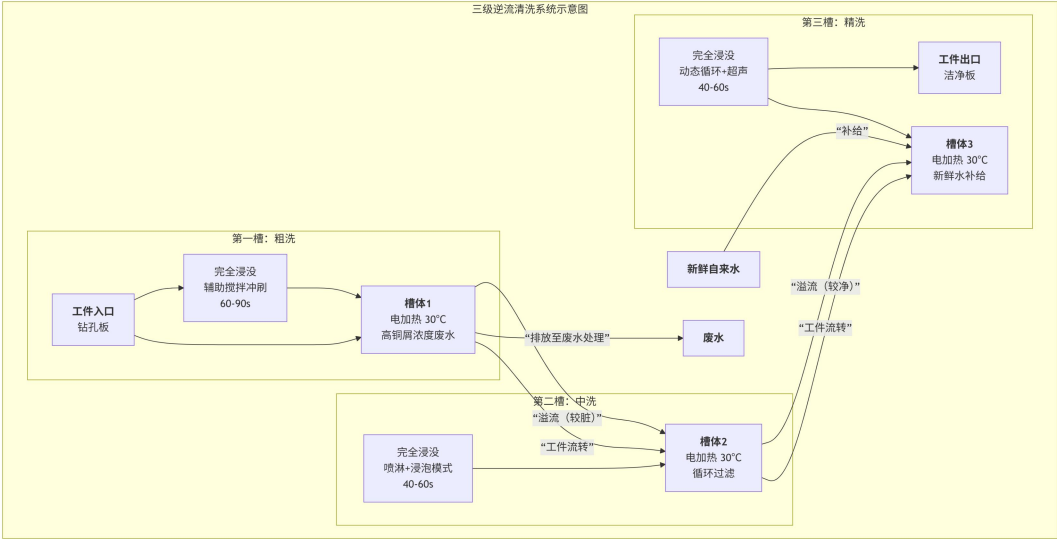 三级逆流清洗系统示意图
第三槽：精洗
完全浸没
动态循环+超声
40-60s
工件出口
洁净板
“补给”
槽体3
电加热 30℃
新鲜水补给
第一槽：粗洗
完全浸没
辅助搅拌冲刷
60-90s
工件入口
钻孔板
槽体1
电加热 30℃
高铜屑浓度废水
新鲜自来水
“溢流（较净）”
“工件流转”
“排放至废水处理”
废水
第二槽：中洗
“溢流（较脏）”
“工件流转”
完全浸没
喷淋+浸泡模式
40-60s
槽体2
电加热 30℃
循环过滤